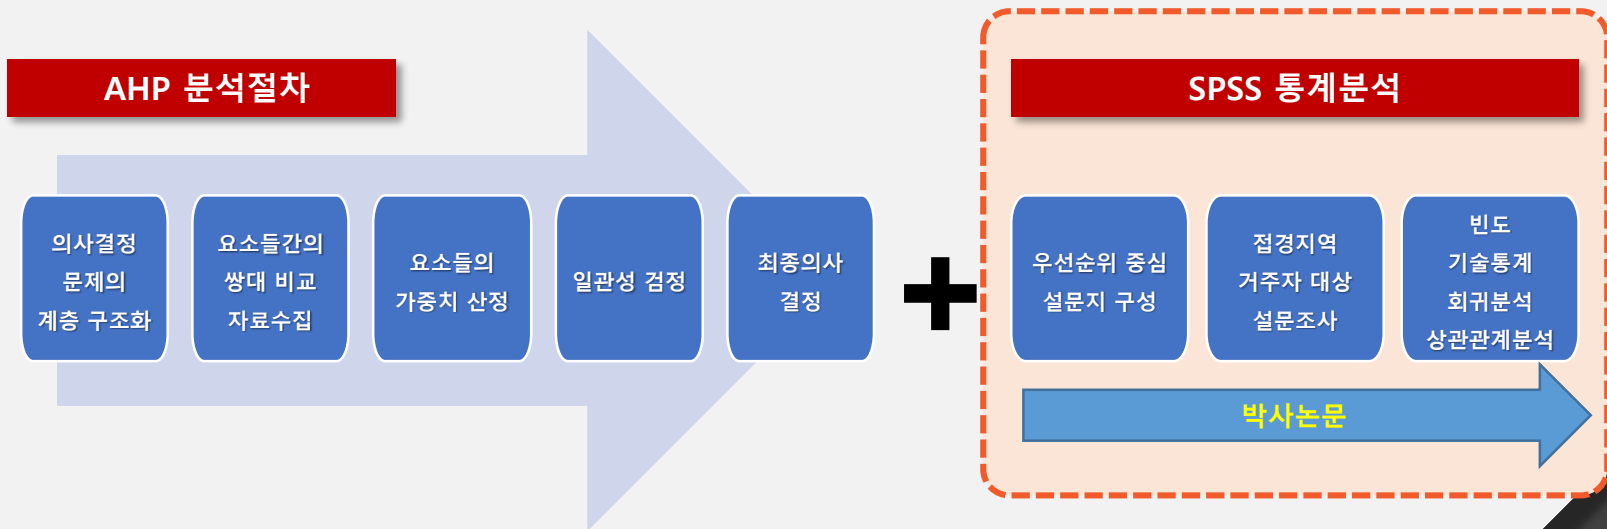 AHP 분석절차
의사결정
문제의
계층 구조화
요소들간의
쌍대 비교
자료수집
요소들의
가중치 산정
일관성 검정
최종의사
결정
SPSS 통계분석
우선순위 중심
설문지 구성
접경지역
거주자 대상
설문조사
빈도
기술통계
회귀분석
상관관계분석
박사논문